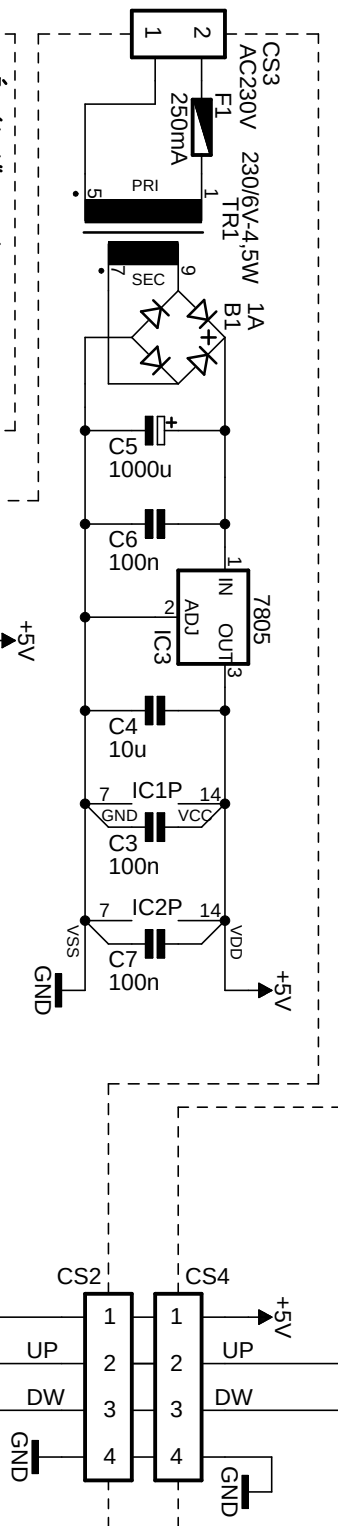 1 2
CS3
AC230V
F1
250mA
PRI
5 1
230/6V-4,5W
TR1
7 9
SEC
1A
B1
+
C5
1000u
+
C6
100n
1
IN
7805
2
ADJ
OUT
3
IC3
+5V
C4
10u
7 IC1P 14
GND VCC
C3
100n
7 IC2P 14
VSS VDD
C7
100n
GND
+5V
CS2 CS4
1 1
+5V
UP 2 2 UP
DW 3 3 DW
GND
4 4
GND